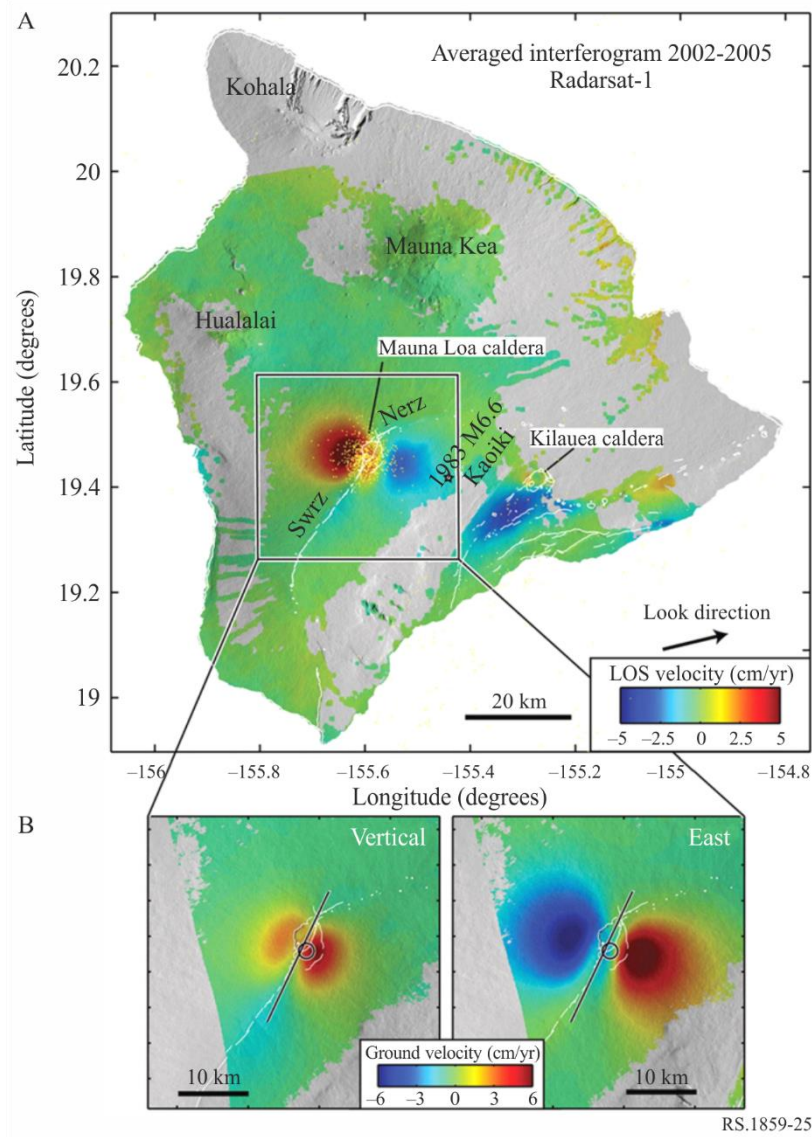 A
Averaged interferogram 2002-2005
Radarsat-1
20.2
Kohala
20
Mauna Kea
19.8
Hualalai
Mauna Loa caldera
Latitude (degrees)
19.6
Nerz
1983 M6.6
Kaoiki
Kilauea caldera
19.4
Swrz
19.2
Look direction
19
20 km
LOS velocity (cm/yr)
−5 −2.5 0 2.5 5
−156 −155.8 −155.6 −155.4 −155.2 −155 −154.8
Longitude (degrees)
B
Vertical
East
Ground velocity (cm/yr)
−6 −3 0 3 6
10 km
10 km
RS.1859-25